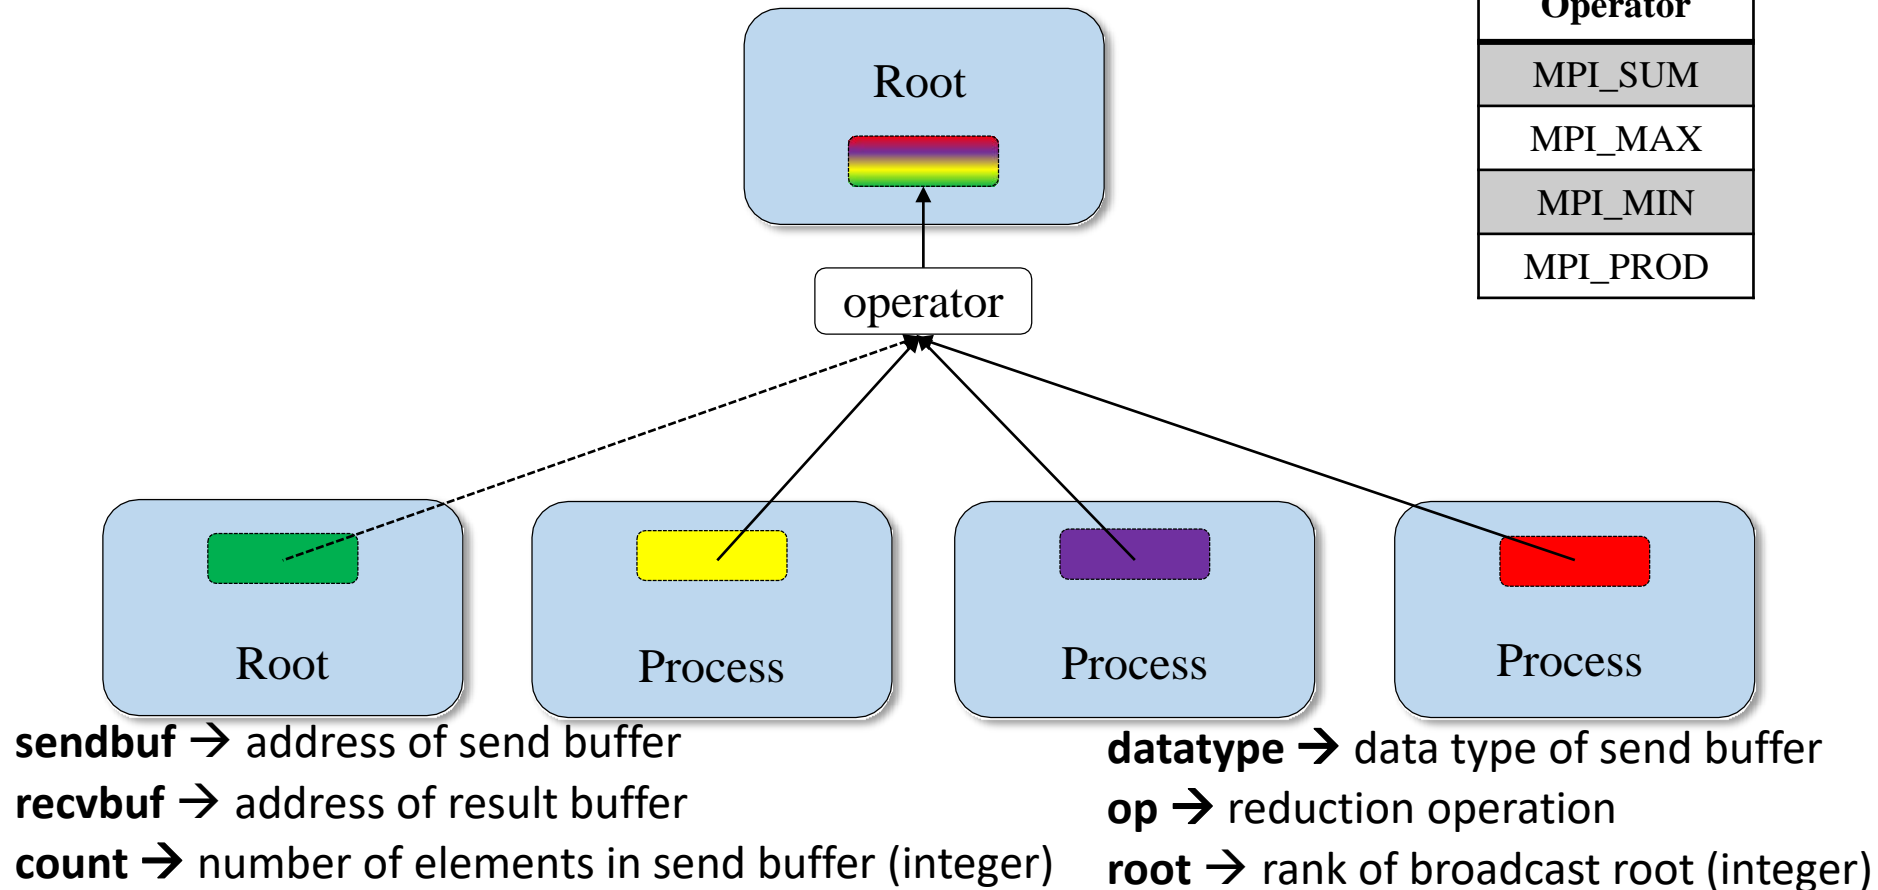 Operator
Root
MPI_SUM
MPI_MAX
MPI_MIN
MPI_PROD
operator
Root
Process
Process
Process
sendbuf → address of send buffer
recvbuf → address of result buffer
count → number of elements in send buffer (integer)
datatype → data type of send buffer
op → reduction operation
root → rank of broadcast root (integer)